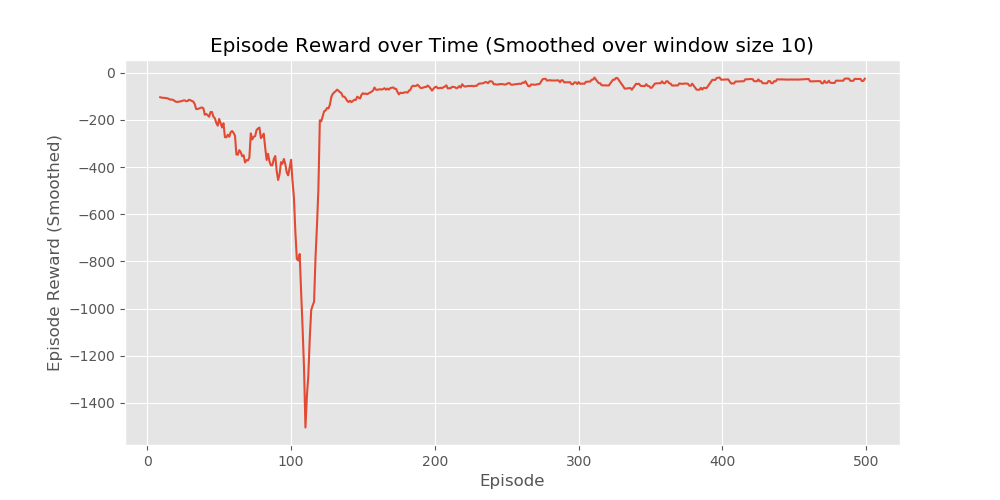 Episode Reward over Time (Smoothed over window size 10)
Episode Reward (Smoothed)
0
−200
−400
−600
−800
−1000
−1200
−1400
0 100 200 300 400 500
Episode